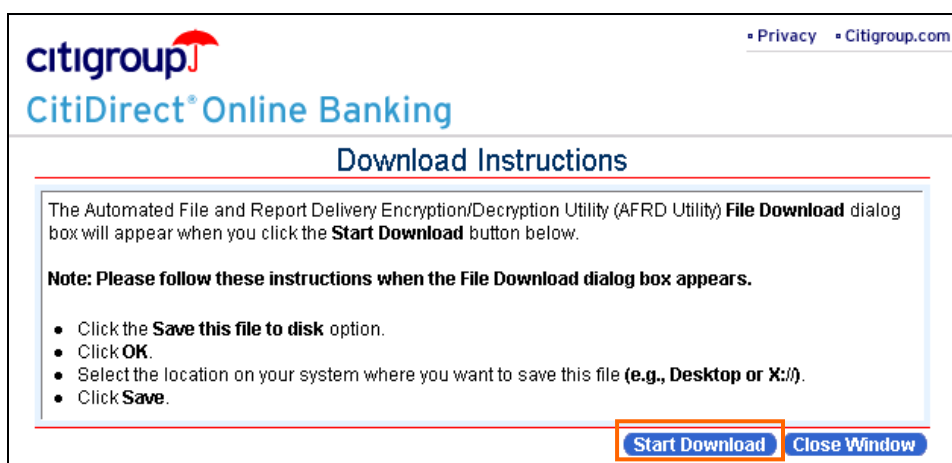 ▪ Privacy ▪ Citigroup.com
citigroup
CitiDirect® Online Banking
Download Instructions
The Automated File and Report Delivery Encryption/Decryption Utility (AFRD Utility) File Download dialog
box will appear when you click the Start Download button below.
Note: Please follow these instructions when the File Download dialog box appears.
● Click the Save this file to disk option.
● Click OK.
● Select the location on your system where you want to save this file (e.g., Desktop or X://).
● Click Save.
Start Download Close Window